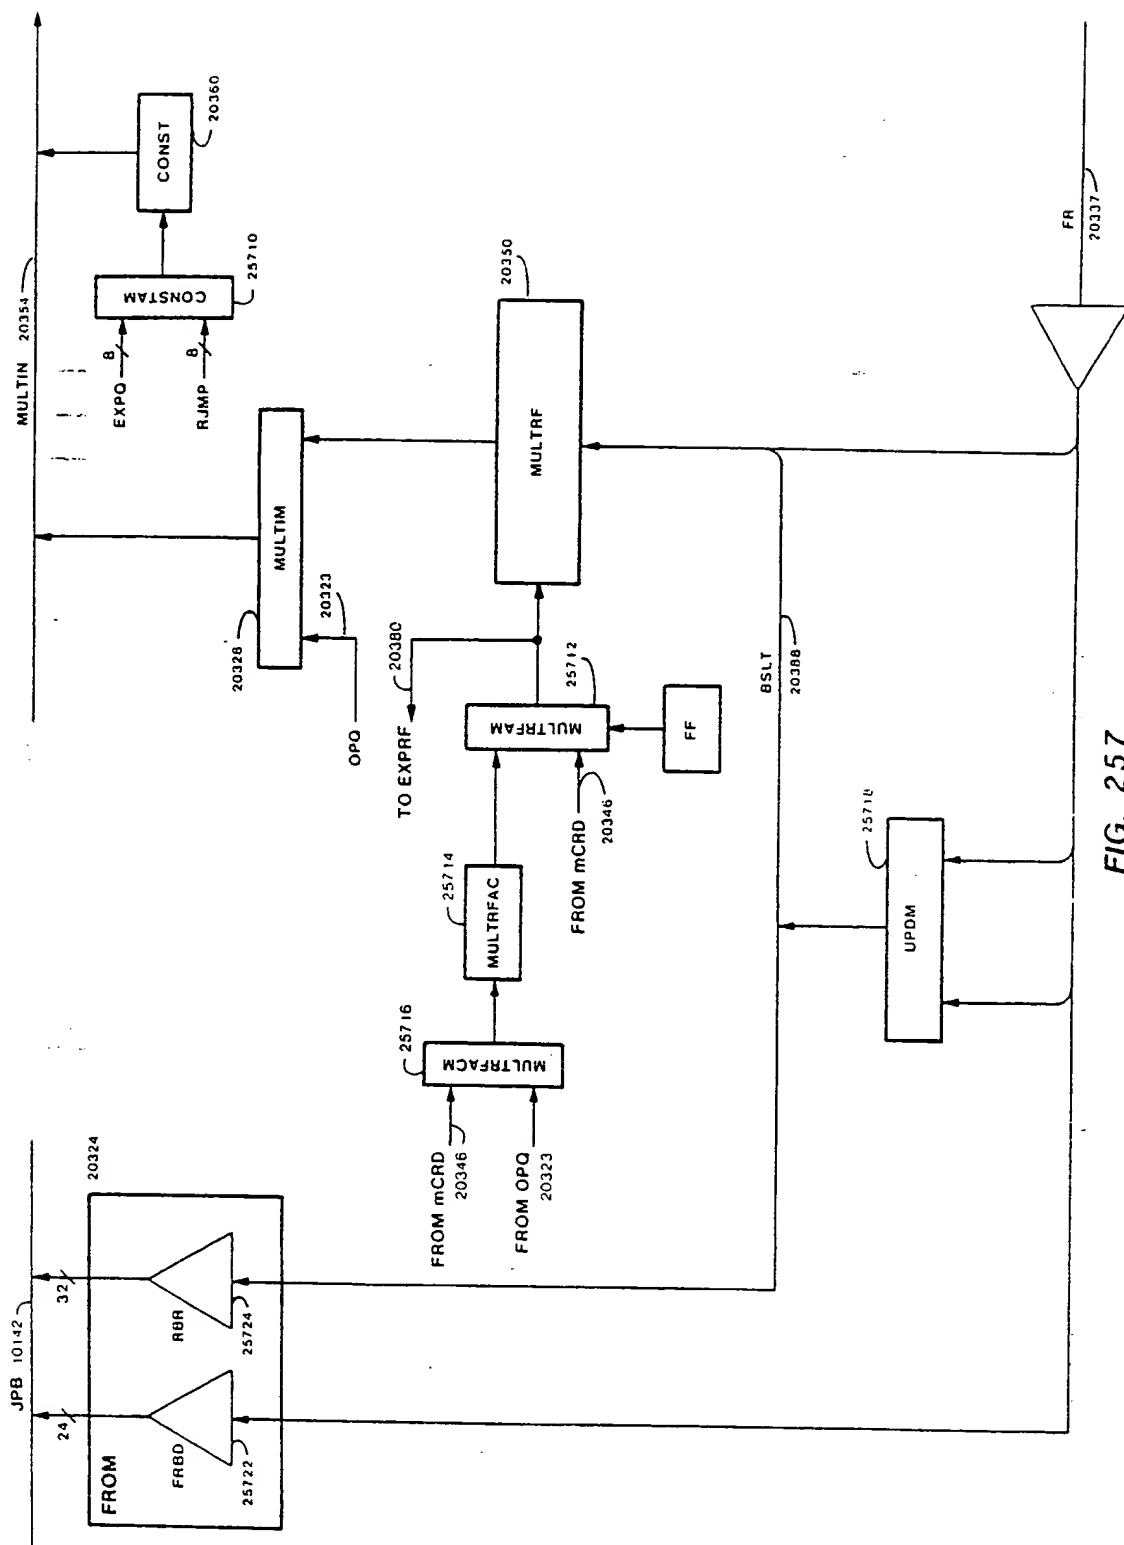 JPB 10142
24
32
FROM
FRBD
25722
RBR
25724
20324
FROM mCRD
20346
FROM OPQ
20323
MULTRFACM
25716
MULTRFAC
25714
FROM mCRD
20346
TO EXPRF
20380
MULTRFAM
25712
FF
OPQ
20323
20328
MULTIM
MULTRF
20350
MULTIN 20354
EXPQ
8
RJMP
8
CONSTAM
25710
CONST
20360
BSLT
20388
UPDM
25718
FR
20337
FIG. 257